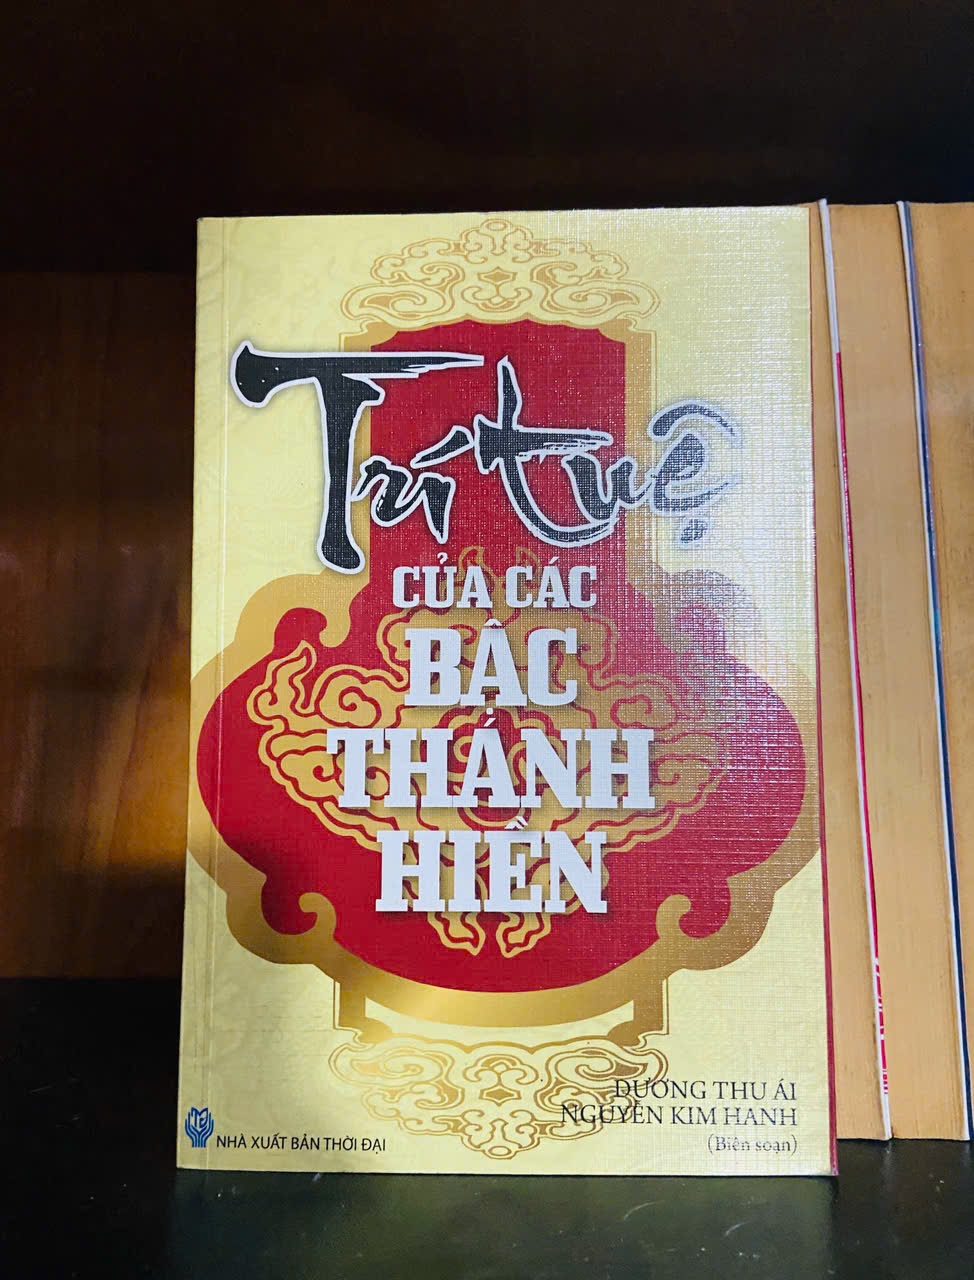 Trí tuệ
CỦA CÁC
BẬC
THÁNH
HIỀN
DƯƠNG THU ÁI
NGUYỄN KIM HANH
(Biên soạn)
NHÀ XUẤT BẢN THỜI ĐẠI